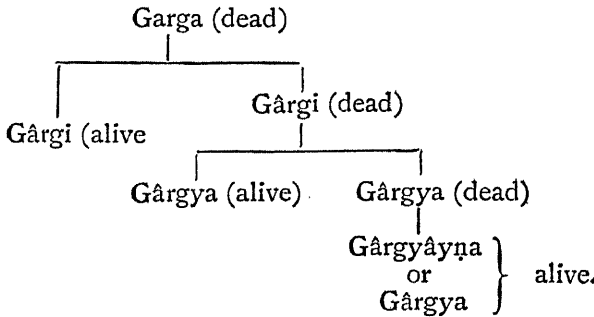 Garga (dead)
Gârgi (dead)
Gârgi (alive
Gârgya (alive) Gârgya (dead)
Gârgyâyṇa
or
Gârgya
} alive.